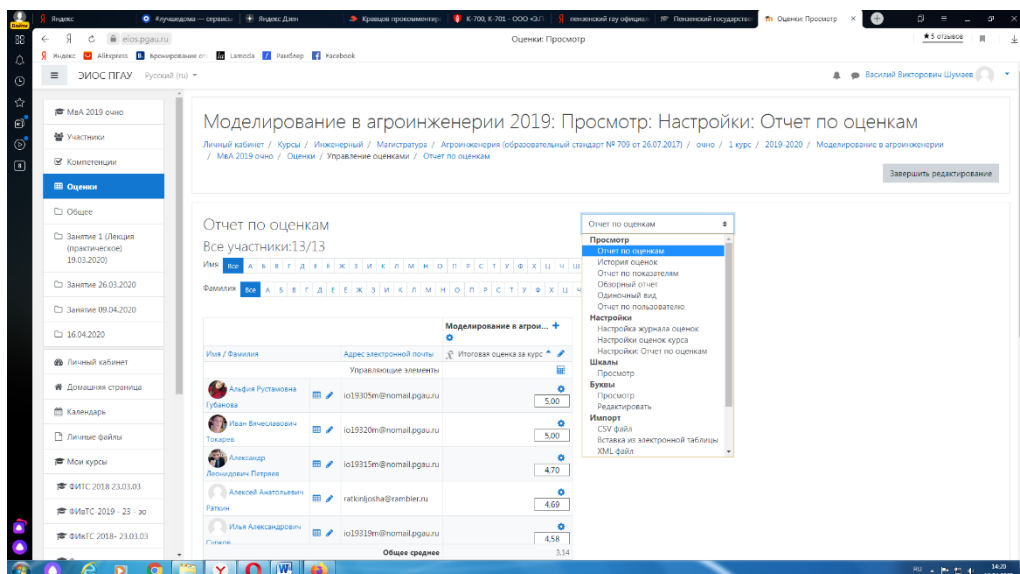 Яндекс
#лучшедома — сервисы
Яндекс.Дзен
Кравцов прокомментир
К-700, К-701 - ООО «З.П.
пензенский гау официал
Пензенский государстве
Оценки: Просмотр
eios.pgau.ru
Оценки: Просмотр
★5 отзывов
Яндекс
Aliexpress
Бронирование от
Lamoda
Рамблер
Facebook
ЭИОС ПГАУ
Русский (ru)
Василий Викторович Шумаев
МвА 2019 очно
Участники
Компетенции
Оценки
Общее
Занятие 1 (Лекция
(практическое)
19.03.2020)
Занятие 26.03.2020
Занятие 09.04.2020
16.04.2020
Личный кабинет
Домашняя страница
Календарь
Личные файлы
Мои курсы
ФИТС 2018 23.03.03
ФИвТС-2019 - 23 - зо
ФИкТС 2018- 23.03.03
Моделирование в агроинженерии 2019: Просмотр: Настройки: Отчет по оценкам
Личный кабинет / Курсы / Инженерный / Магистратура / Агроинженерия (образовательный стандарт № 709 от 26.07.2017) / очно / 1 курс / 2019-2020 / Моделирование в агроинженерии
/ МвА 2019 очно / Оценки / Управление оценками / Отчет по оценкам
Завершить редактирование
Отчет по оценкам
Все участники:13/13
Имя Все А Б В Г Д Е Ё Ж З И К Л М Н О П Р С Т У Ф Х Ц Ч Ш
Фамилия Все А Б В Г Д Е Ё Ж З И К Л М Н О П Р С Т У Ф Х Ц Ч
Моделирование в агрои...
Имя / Фамилия
Адрес электронной почты
Итоговая оценка за курс
Управляющие элементы
Альфия Рустамовна
Губанова
io19305m@nomail.pgau.ru
5,00
Иван Вячеславович
Токарев
io19320m@nomail.pgau.ru
5,00
Александр
Леонидович Петряев
io19315m@nomail.pgau.ru
4,70
Алексей Анатольевич
Раткин
ratkinljosha@rambler.ru
4,69
Илья Александрович
io19319m@nomail.pgau.ru
4,58
Общее среднее
3,14
Отчет по оценкам
Просмотр
Отчет по оценкам
История оценок
Отчет по показателям
Обзорный отчет
Одиночный вид
Отчет по пользователю
Настройки
Настройка журнала оценок
Настройки оценок курса
Настройки: Отчет по оценкам
Шкалы
Просмотр
Буквы
Просмотр
Редактировать
Импорт
CSV файл
Вставка из электронной таблицы
XML файл
RU
14:20